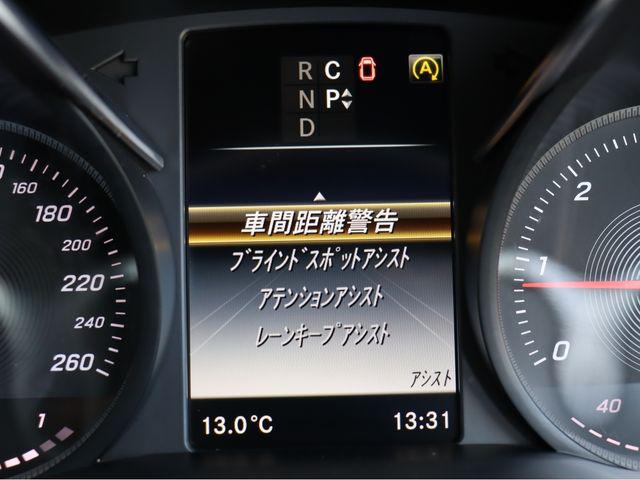 R C
N P
D
A
車間距離警告
ブラインドスポットアシスト
アテンションアシスト
レーンキープアシスト
アシスト
13.0°C 13:31
160
180
200
220
240
260
1
2
1
0
40